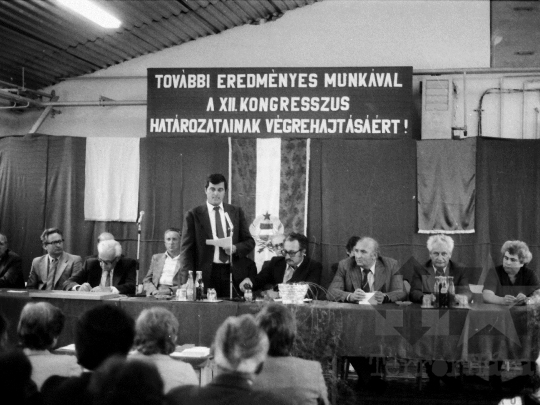 TOVÁBBI EREDMÉNYES MUNKÁVAL
A XII. KONGRESSZUS
HATÁROZATAINAK VÉGREHAJTÁSÁÉRT!